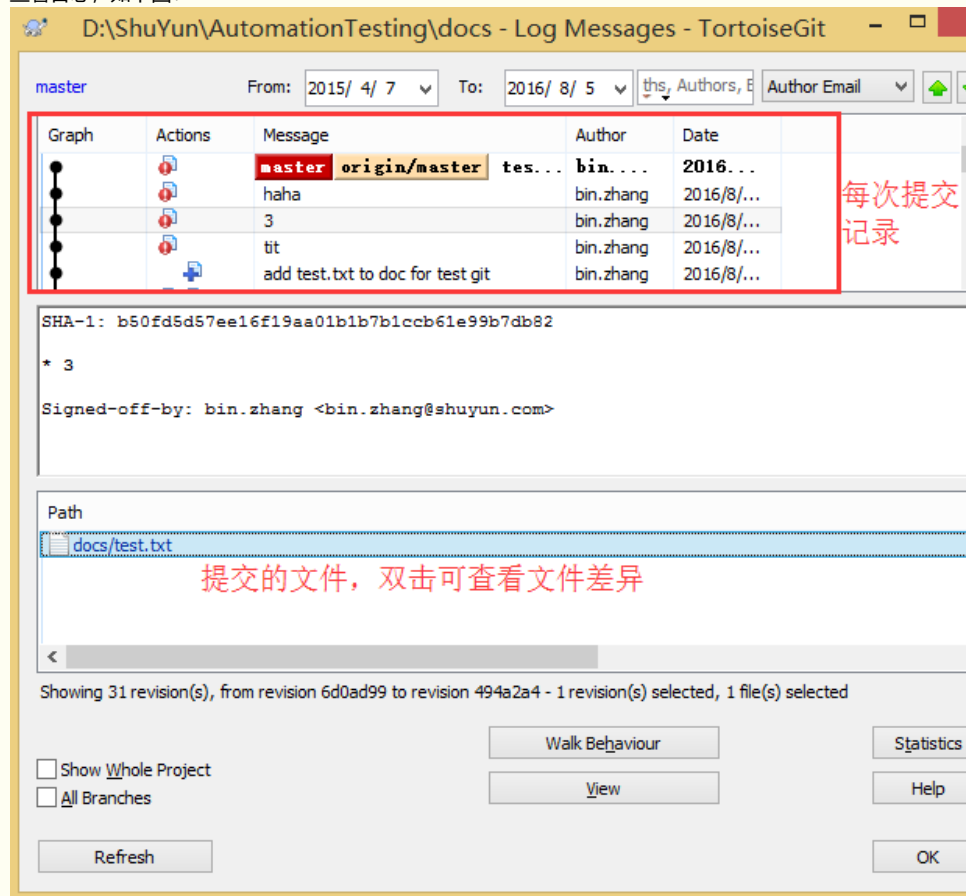 D:\ShuYun\AutomationTesting\docs - Log Messages - TortoiseGit
master From: 2015/ 4/ 7 To: 2016/ 8/ 5 ths, Authors, E Author Email
Graph Actions Message Author Date
master origin/master tes... bin.... 2016...
haha bin.zhang 2016/8/...
3 bin.zhang 2016/8/...
tit bin.zhang 2016/8/...
add test.txt to doc for test git bin.zhang 2016/8/...
每次提交
记录
SHA-1: b50fd5d57ee16f19aa01b1b7b1ccb61e99b7db82
* 3
Signed-off-by: bin.zhang <bin.zhang@shuyun.com>
Path
docs/test.txt
提交的文件，双击可查看文件差异
Showing 31 revision(s), from revision 6d0ad99 to revision 494a2a4 - 1 revision(s) selected, 1 file(s) selected
Walk Behaviour Statistics
Show Whole Project
All Branches View Help
Refresh OK